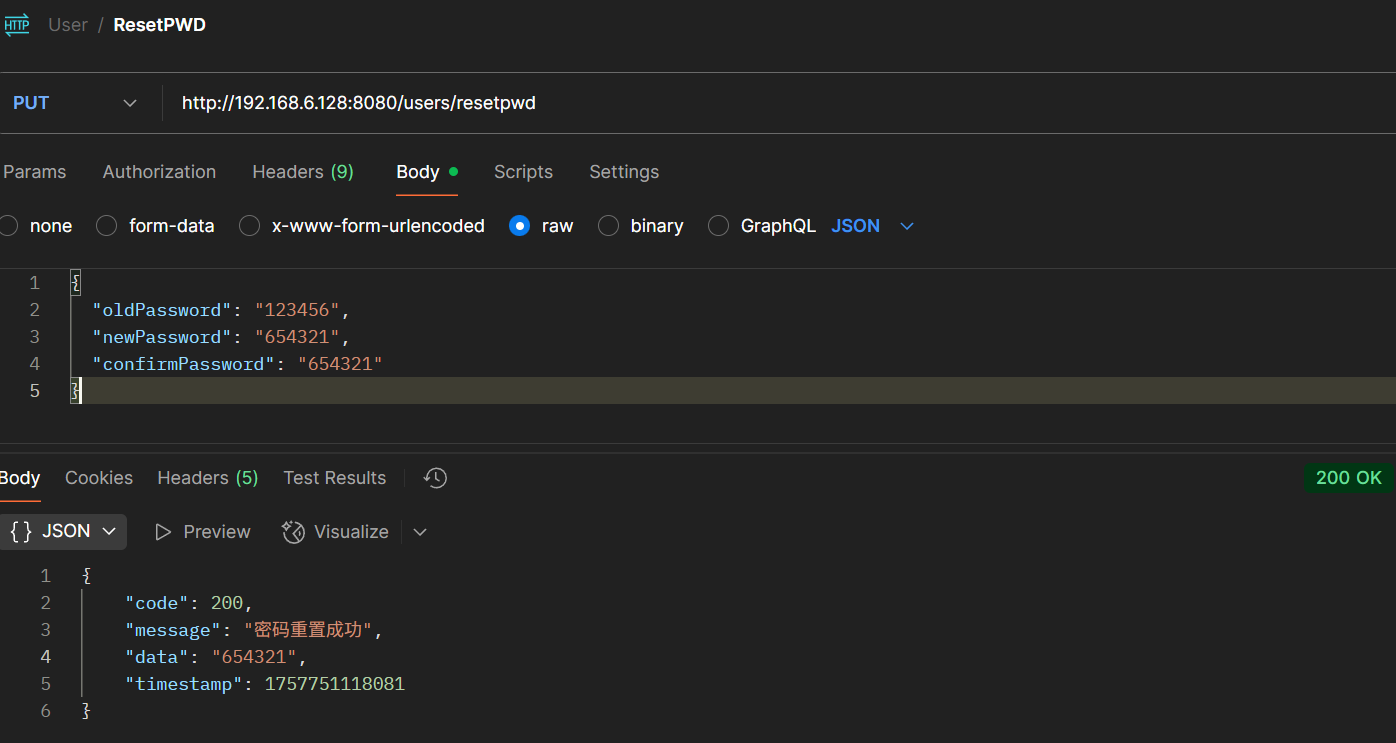 HTTP User / ResetPWD
PUT http://192.168.6.128:8080/users/resetpwd
Params Authorization Headers (9) Body Scripts Settings
none form-data x-www-form-urlencoded raw binary GraphQL JSON
1 {
2 "oldPassword": "123456",
3 "newPassword": "654321",
4 "confirmPassword": "654321"
5 }
Body Cookies Headers (5) Test Results 200 OK
{} JSON Preview Visualize
1 {
2 "code": 200,
3 "message": "密码重置成功",
4 "data": "654321",
5 "timestamp": 1757751118081
6 }